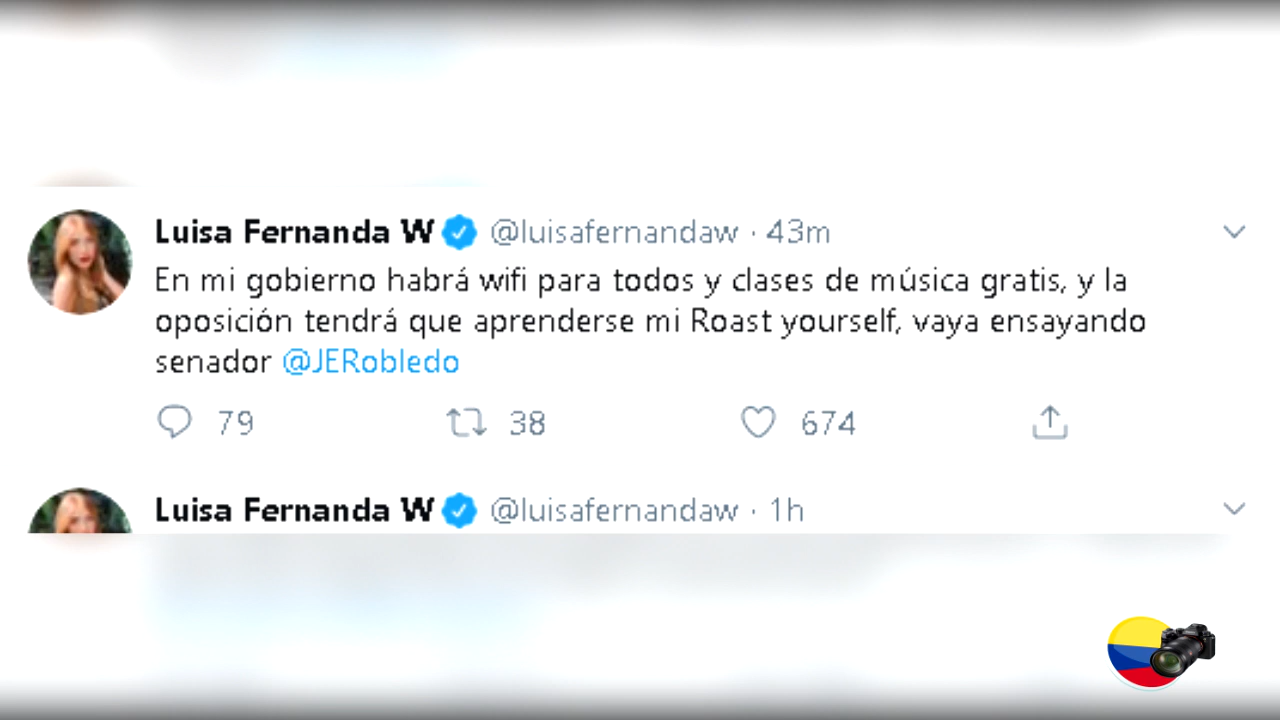 Luisa Fernanda W @luisafernandaw · 43m
En mi gobierno habrá wifi para todos y clases de música gratis, y la
oposición tendrá que aprenderse mi Roast yourself, vaya ensayando
senador @JERobledo
79 38 674
Luisa Fernanda W @luisafernandaw · 1h